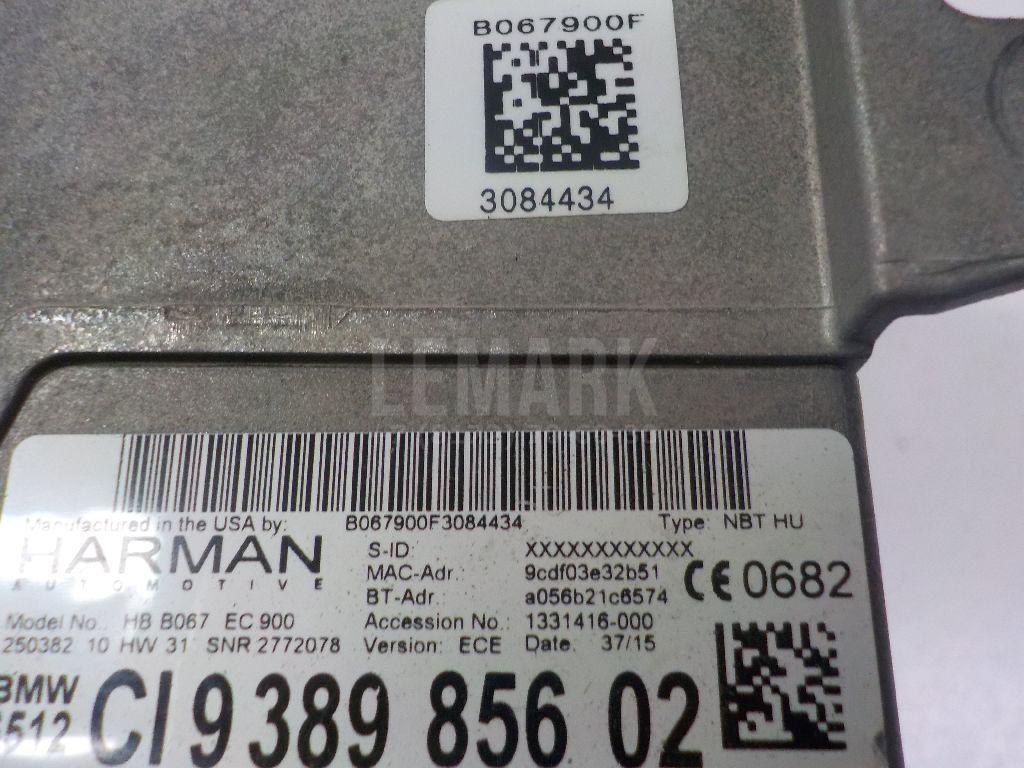 B067900F
3084434
LEMARK
Manufactured in the USA by: B067900F3084434 Type: NBT HU
HARMAN S-ID: XXXXXXXXXXXX
AUTOMOTIVE MAC-Adr.: 9cdf03e32b51 CE 0682
BT-Adr.: a056b21c6574
Model No.: HB B067 EC 900 Accession No.: 1331416-000
250382 10 HW 31 SNR 2772078 Version: ECE Date: 37/15
BMW CI 9 389 856 02
6512